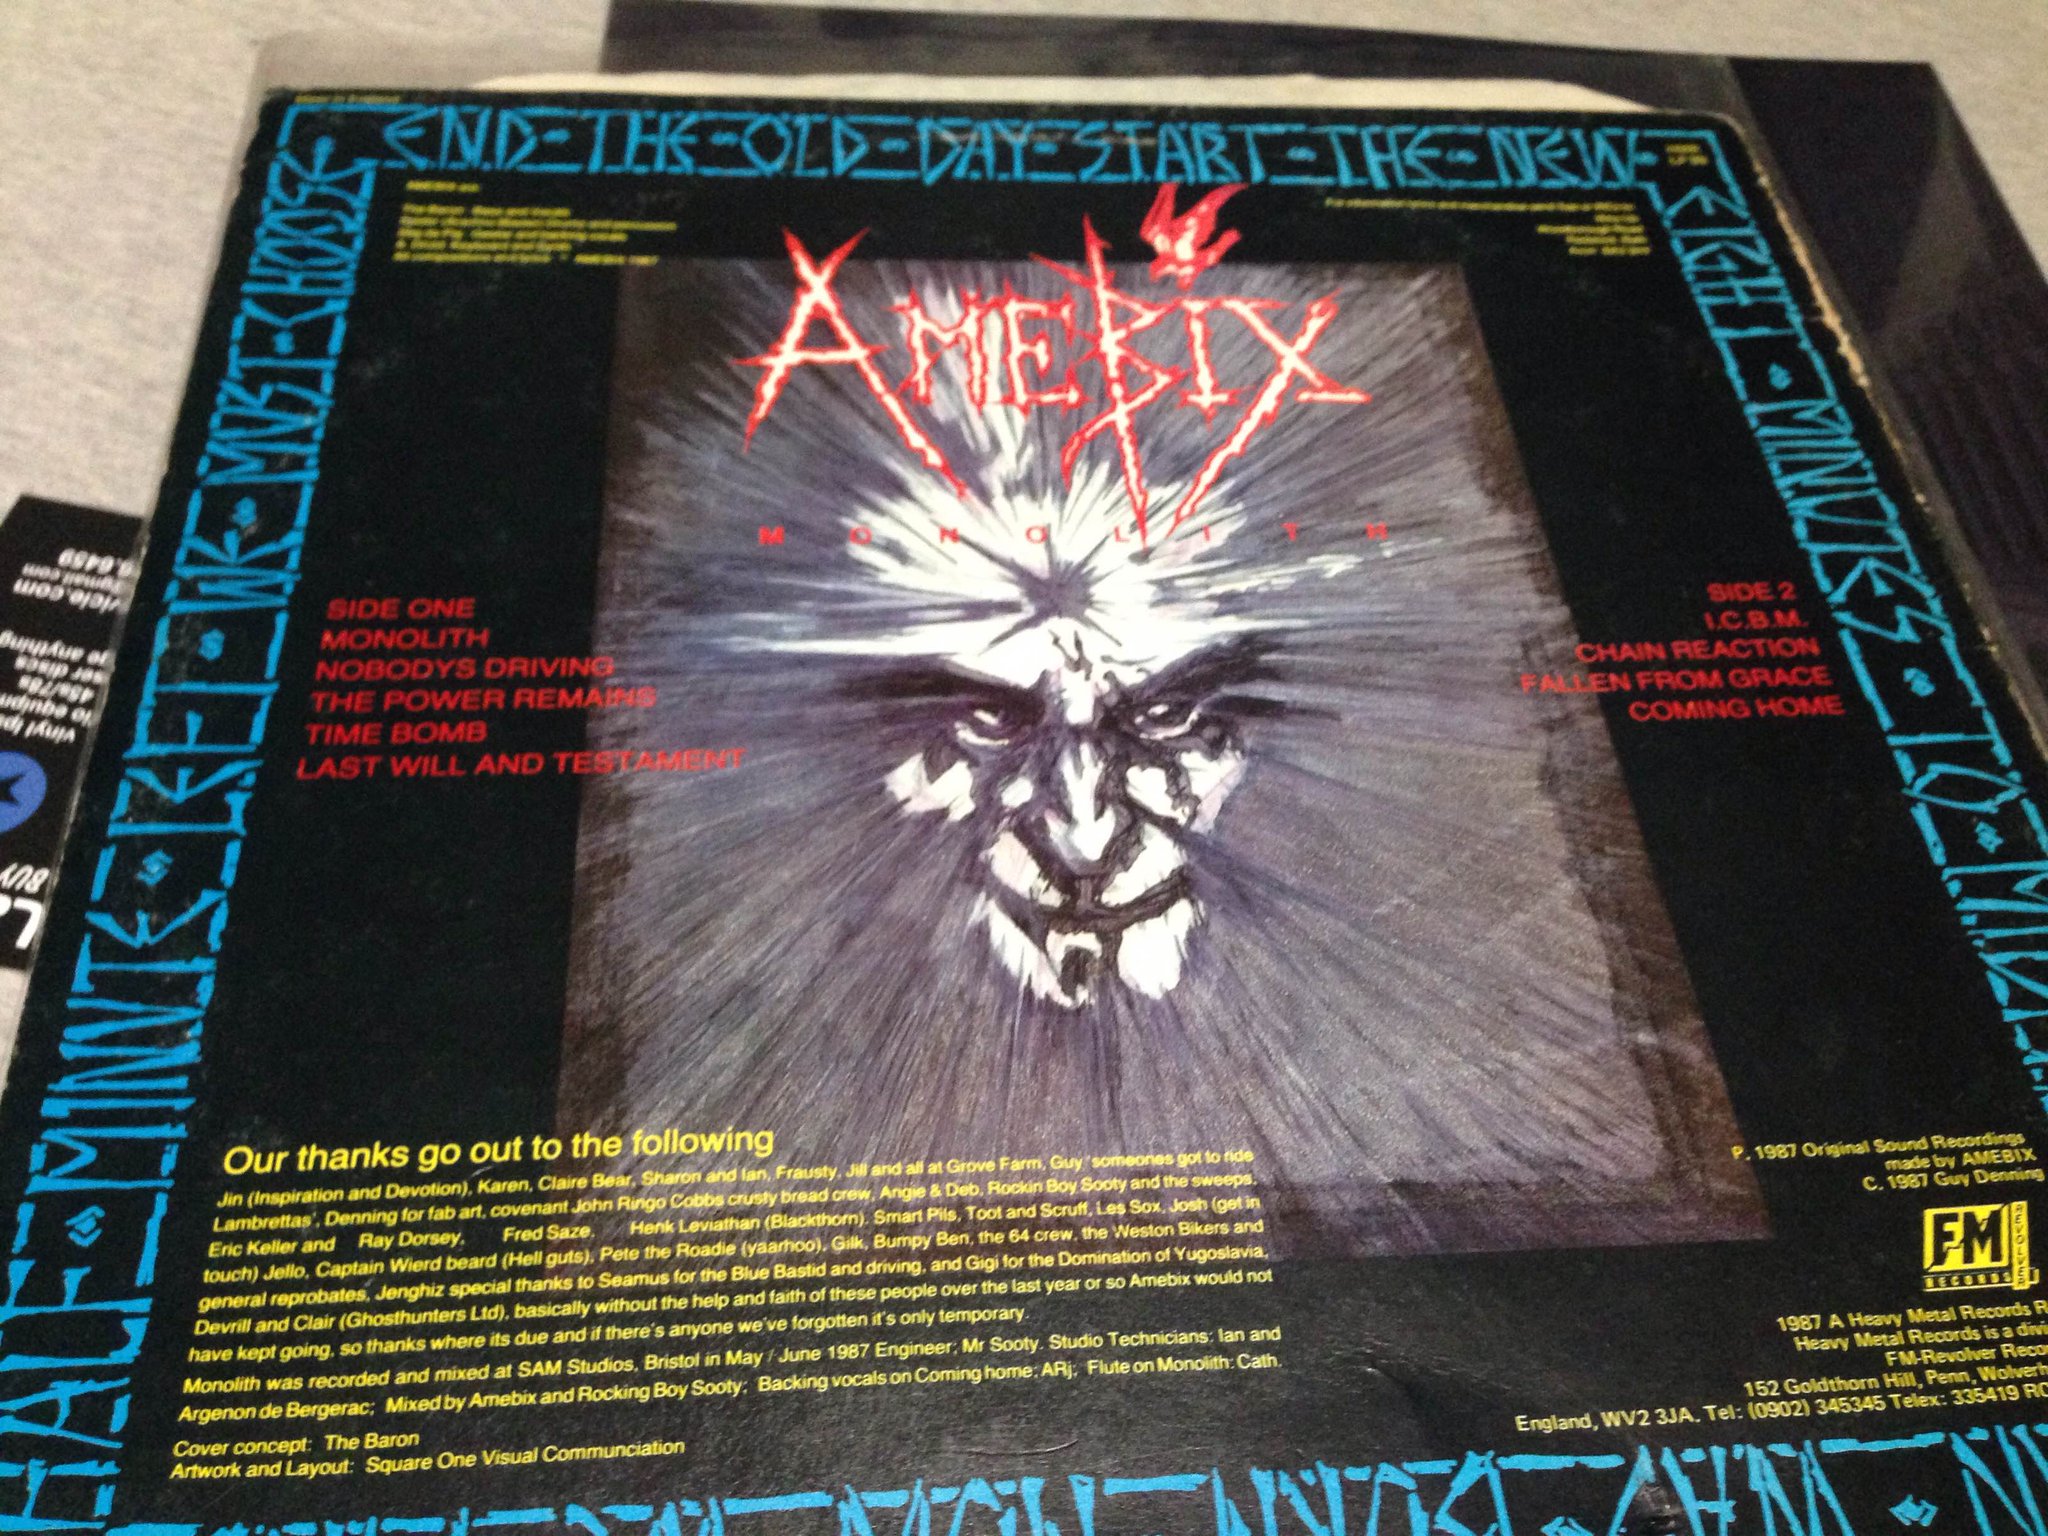 END · THE · OLD · DAY · START · THE · NEW ·
EIGHT · MINUTES · TO · MIDNI
HALF · MINUTE · LEFT · WE · MUST · CHOOSE
AMEBIX
MONOLITH
SIDE ONE
MONOLITH
NOBODYS DRIVING
THE POWER REMAINS
TIME BOMB
LAST WILL AND TESTAMENT
SIDE 2
I.C.B.M.
CHAIN REACTION
FALLEN FROM GRACE
COMING HOME
Our thanks go out to the following
Jin (Inspiration and Devotion), Karen, Claire Bear, Sharon and Ian, Frausty, Jill and all at Grove Farm, Guy 'someones got to ride
Lambrettas', Denning for fab art, covenant John Ringo Cobbs crusty bread crew, Angie & Deb, Rockin Boy Sooty and the sweeps,
Eric Keller and Ray Dorsey, Fred Saze, Henk Leviathan (Blackthorn), Smart Pils, Toot and Scruff, Les Sox, Josh (get in
touch) Jello, Captain Wierd beard (Hell guts), Pete the Roadie (yaarhoo), Gilk, Bumpy Ben, the 64 crew, the Weston Bikers and
general reprobates, Jenghiz special thanks to Seamus for the Blue Bastid and driving, and Gigi for the Domination of Yugoslavia,
Devrill and Clair (Ghosthunters Ltd), basically without the help and faith of these people over the last year or so Amebix would not
have kept going, so thanks where its due and if there's anyone we've forgotten it's only temporary.
Monolith was recorded and mixed at SAM Studios, Bristol in May / June 1987 Engineer; Mr Sooty. Studio Technicians: Ian and
Argenon de Bergerac; Mixed by Amebix and Rocking Boy Sooty; Backing vocals on Coming home; ARj; Flute on Monolith: Cath.
Cover concept: The Baron
Artwork and Layout: Square One Visual Communciation
P. 1987 Original Sound Recordings
made by AMEBIX
C. 1987 Guy Denning
FM
RECORDS
REVOLVER
1987 A Heavy Metal Records R
Heavy Metal Records is a divi
FM-Revolver Reco
152 Goldthorn Hill, Penn, Wolverh
England, WV2 3JA. Tel: (0902) 345345 Telex: 335419 RO